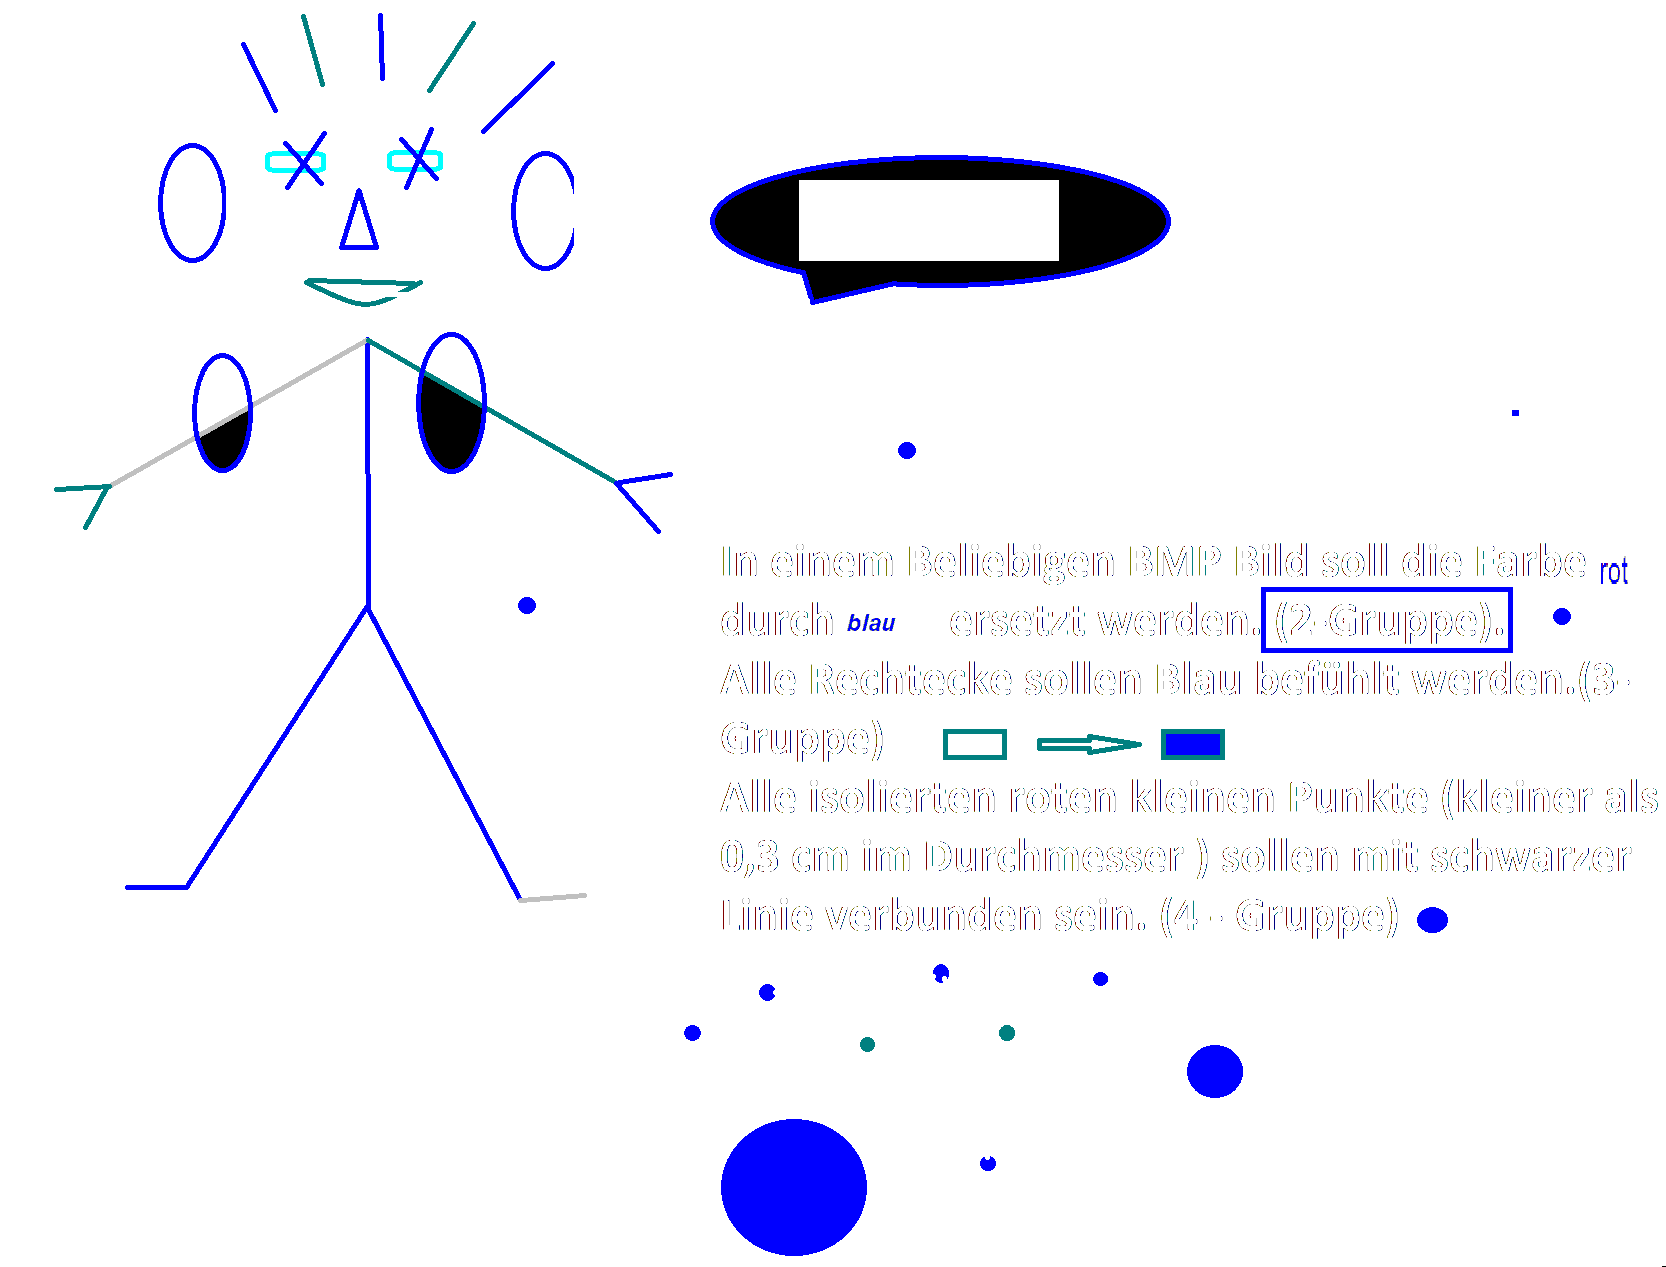 In einem Beliebigen BMP Bild soll die Farbe rot
durch blau ersetzt werden. (2-Gruppe).
Alle Rechtecke sollen Blau befühlt werden.(3-
Gruppe)
Alle isolierten roten kleinen Punkte (kleiner als
0,3 cm im Durchmesser ) sollen mit schwarzer
Linie verbunden sein. (4 - Gruppe)